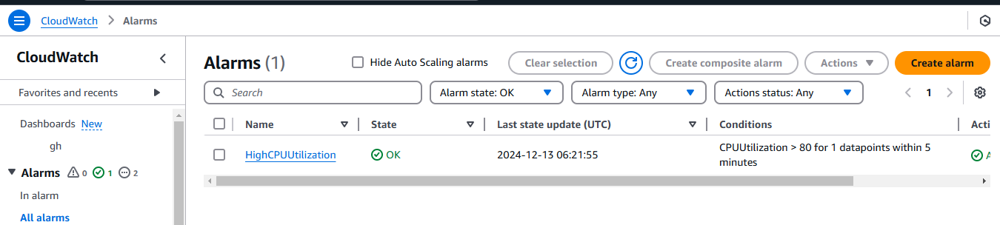 CloudWatch > Alarms
CloudWatch
Favorites and recents
Dashboards New
gh
Alarms 0 1 2
In alarm
All alarms
Alarms (1)
Hide Auto Scaling alarms
Clear selection
Create composite alarm
Actions
Create alarm
Search
Alarm state: OK
Alarm type: Any
Actions status: Any
1
Name State Last state update (UTC) Conditions Acti
HighCPUUtilization OK 2024-12-13 06:21:55 CPUUtilization > 80 for 1 datapoints within 5
minutes
A